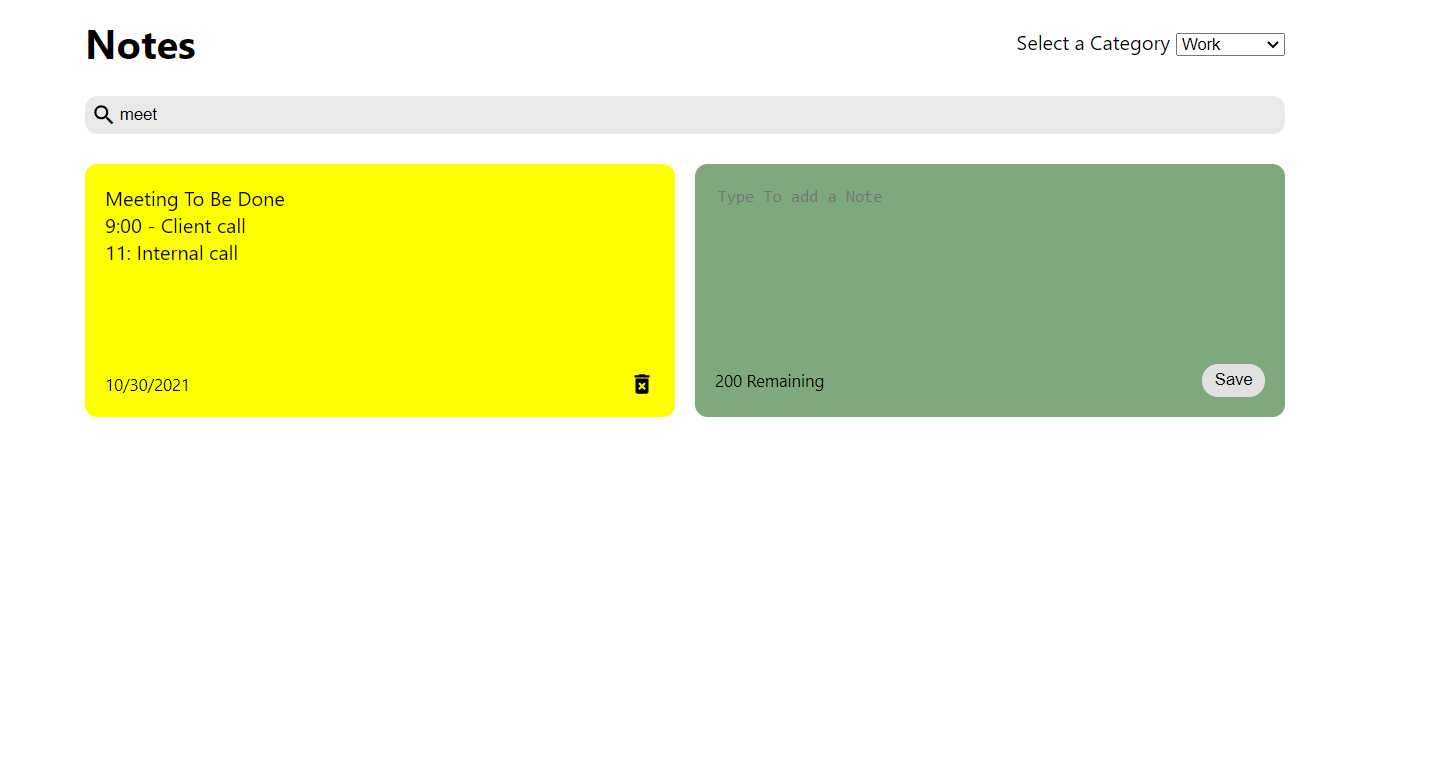 Notes
Select a Category Work
meet
Meeting To Be Done
9:00 - Client call
11: Internal call
10/30/2021
Type To add a Note
200 Remaining
Save